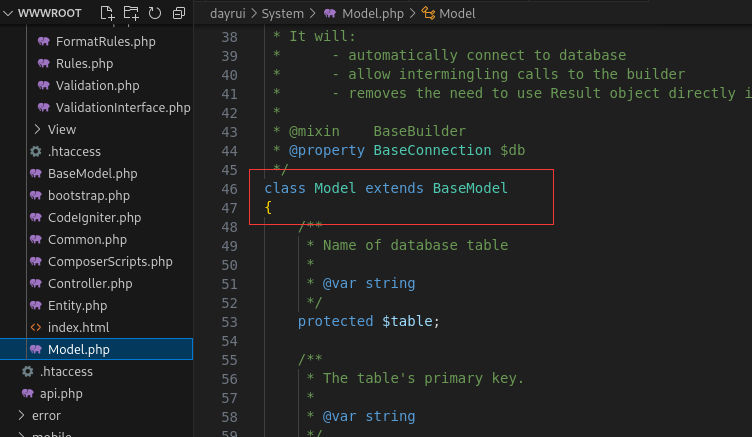 WWWROOT
FormatRules.php
Rules.php
Validation.php
ValidationInterface.php
View
.htaccess
BaseModel.php
bootstrap.php
CodeIgniter.php
Common.php
ComposerScripts.php
Controller.php
Entity.php
index.html
Model.php
.htaccess
api.php
error
mobile
dayrui > System > Model.php > Model
38 * It will:
39 *      - automatically connect to database
40 *      - allow intermingling calls to the builder
41 *      - removes the need to use Result object directly i
42 *
43 * @mixin    BaseBuilder
44 * @property BaseConnection $db
45 */
46 class Model extends BaseModel
47 {
48     /**
49      * Name of database table
50      *
51      * @var string
52      */
53     protected $table;
54
55     /**
56      * The table's primary key.
57      *
58      * @var string
59      */